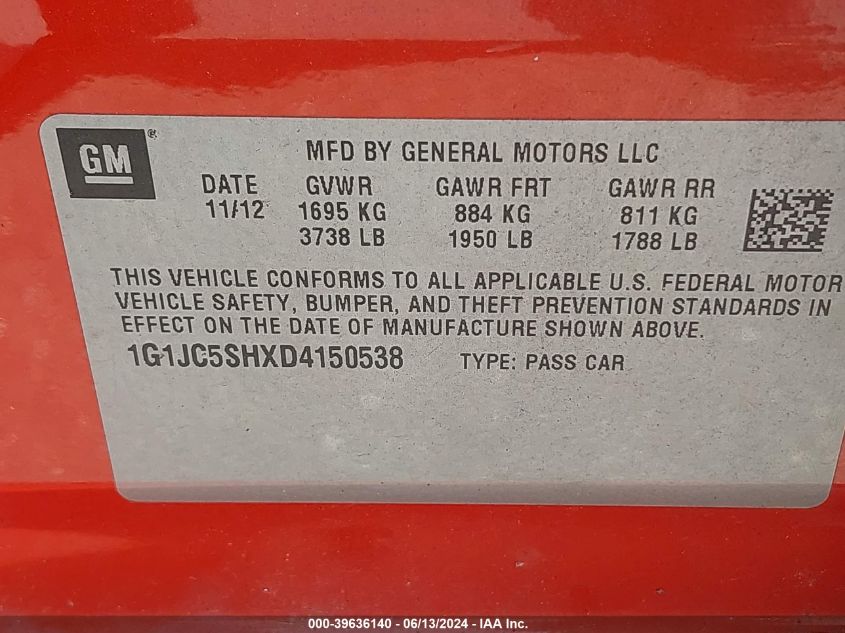 GM®
MFD BY GENERAL MOTORS LLC
DATE GVWR GAWR FRT GAWR RR
11/12 1695 KG 884 KG 811 KG
3738 LB 1950 LB 1788 LB
THIS VEHICLE CONFORMS TO ALL APPLICABLE U.S. FEDERAL MOTOR
VEHICLE SAFETY, BUMPER, AND THEFT PREVENTION STANDARDS IN
EFFECT ON THE DATE OF MANUFACTURE SHOWN ABOVE.
1G1JC5SHXD4150538 TYPE: PASS CAR
000-39636140 - 06/13/2024 - IAA Inc.